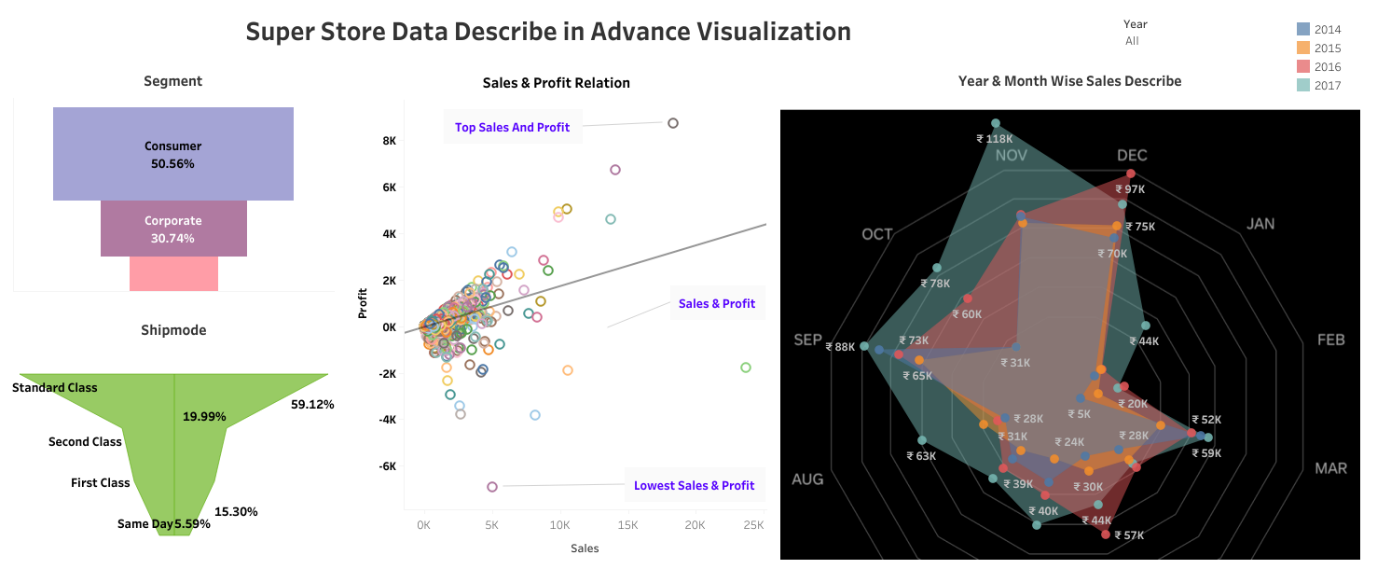 Super Store Data Describe in Advance Visualization
Year
All
2014
2015
2016
2017
Segment
Consumer
50.56%
Corporate
30.74%
Shipmode
Standard Class
59.12%
19.99%
Second Class
First Class
15.30%
Same Day
5.59%
Sales & Profit Relation
Top Sales And Profit
Sales & Profit
Lowest Sales & Profit
Profit
8K
6K
4K
2K
0K
-2K
-4K
-6K
0K
5K
10K
15K
20K
25K
Sales
Year & Month Wise Sales Describe
₹ 118K
NOV
DEC
₹ 97K
JAN
OCT
₹ 75K
₹ 70K
₹ 78K
₹ 60K
₹ 44K
SEP
₹ 88K
₹ 73K
₹ 31K
FEB
₹ 65K
₹ 20K
₹ 5K
₹ 28K
₹ 52K
₹ 31K
₹ 24K
₹ 28K
₹ 59K
₹ 63K
MAR
AUG
₹ 39K
₹ 30K
₹ 40K
₹ 44K
₹ 57K